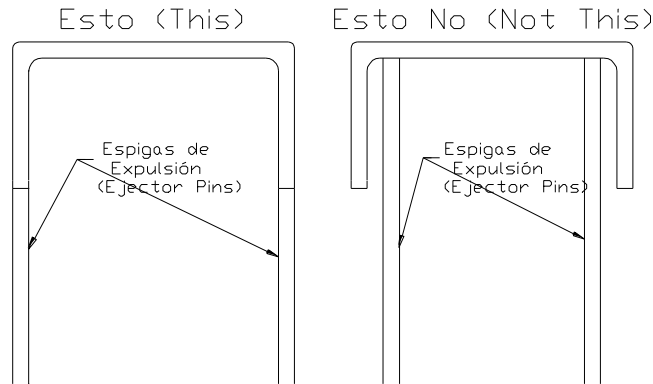 Esto (This)
Esto No (Not This)
Espigas de
Expulsión
(Ejector Pins)
Espigas de
Expulsión
(Ejector Pins)